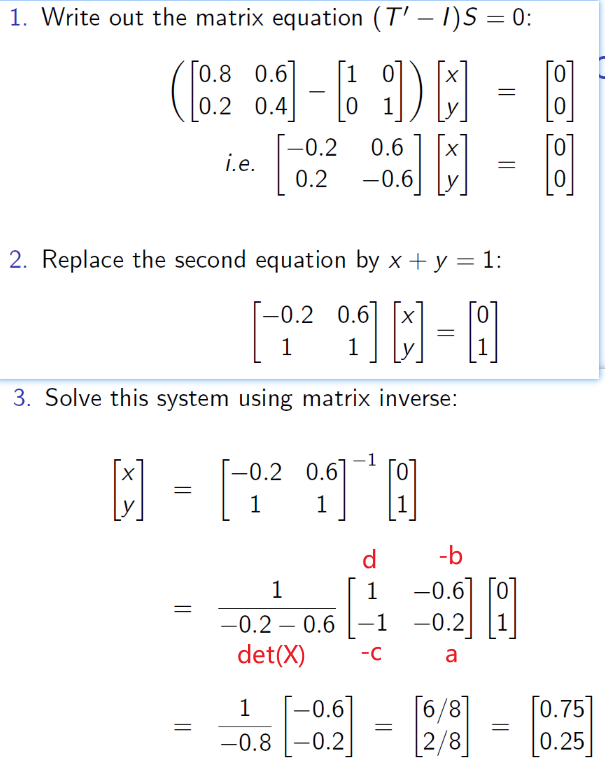 1. Write out the matrix equation (T′ − I)S = 0:
([0.8 0.6; 0.2 0.4] − [1 0; 0 1]) [x; y] = [0; 0]
i.e. [−0.2 0.6; 0.2 −0.6] [x; y] = [0; 0]
2. Replace the second equation by x + y = 1:
[−0.2 0.6; 1 1] [x; y] = [0; 1]
3. Solve this system using matrix inverse:
[x; y] = [−0.2 0.6; 1 1]⁻¹ [0; 1]
d -b
= 1/(−0.2 − 0.6) [1 −0.6; −1 −0.2] [0; 1]
det(X) -c a
= 1/−0.8 [−0.6; −0.2] = [6/8; 2/8] = [0.75; 0.25]